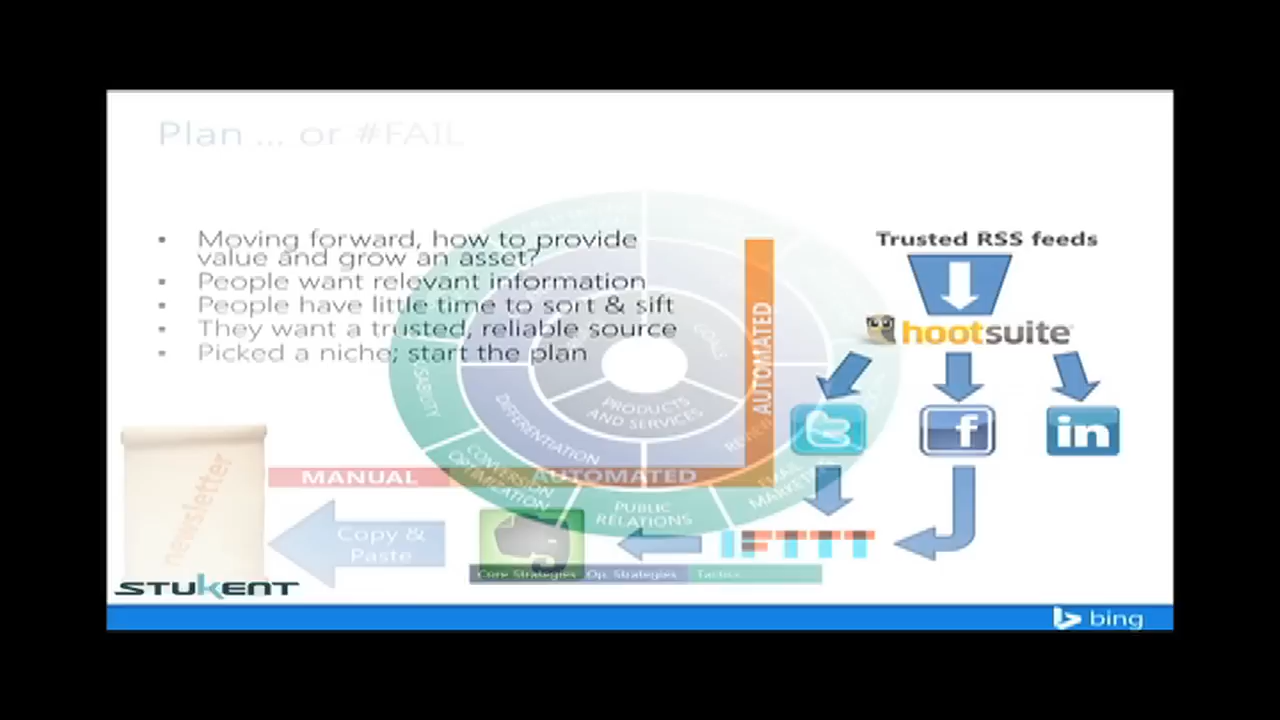 Plan ... or #FAIL
• Moving forward, how to provide
value and grow an asset?
• People want relevant information
• People have little time to sort & sift
• They want a trusted, reliable source
• Picked a niche; start the plan
Trusted RSS feeds
hootsuite
AUTOMATED
GOALS
PRODUCTS
AND SERVICES
DIFFERENTIATION
CONVERSION
OPTIMIZATION
PUBLIC
RELATIONS
EMAIL
f
in
MANUAL
AUTOMATED
newsletter
Copy &
Paste
IFTTT
Core Strategies
Op. Strategies
Tactics
STUKENT
bing